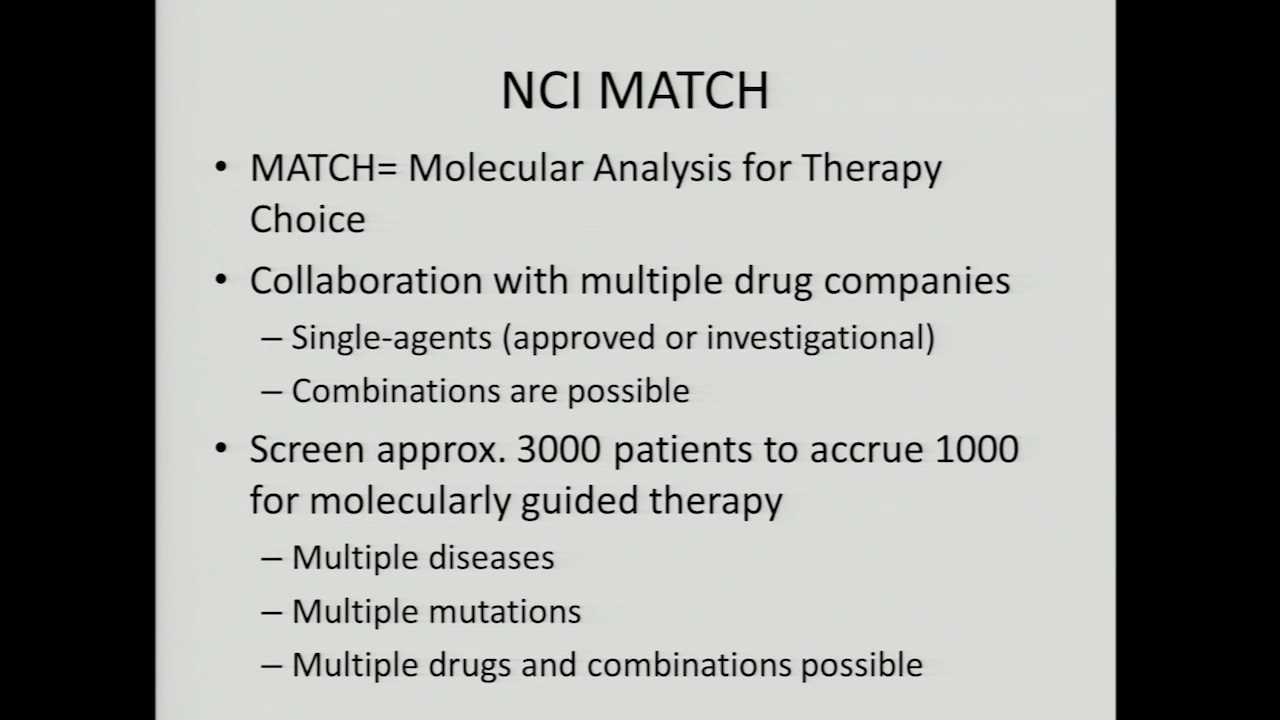 NCI MATCH
• MATCH= Molecular Analysis for Therapy
Choice
• Collaboration with multiple drug companies
– Single-agents (approved or investigational)
– Combinations are possible
• Screen approx. 3000 patients to accrue 1000
for molecularly guided therapy
– Multiple diseases
– Multiple mutations
– Multiple drugs and combinations possible